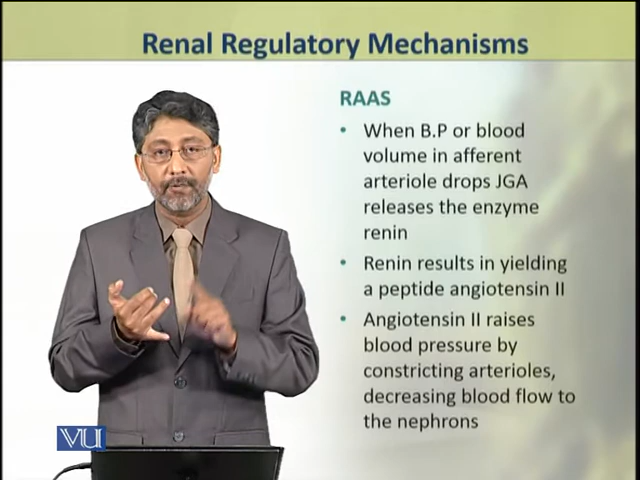 Renal Regulatory Mechanisms
RAAS
• When B.P or blood
volume in afferent
arteriole drops JGA
releases the enzyme
renin
• Renin results in yielding
a peptide angiotensin II
• Angiotensin II raises
blood pressure by
constricting arterioles,
decreasing blood flow to
the nephrons
VU